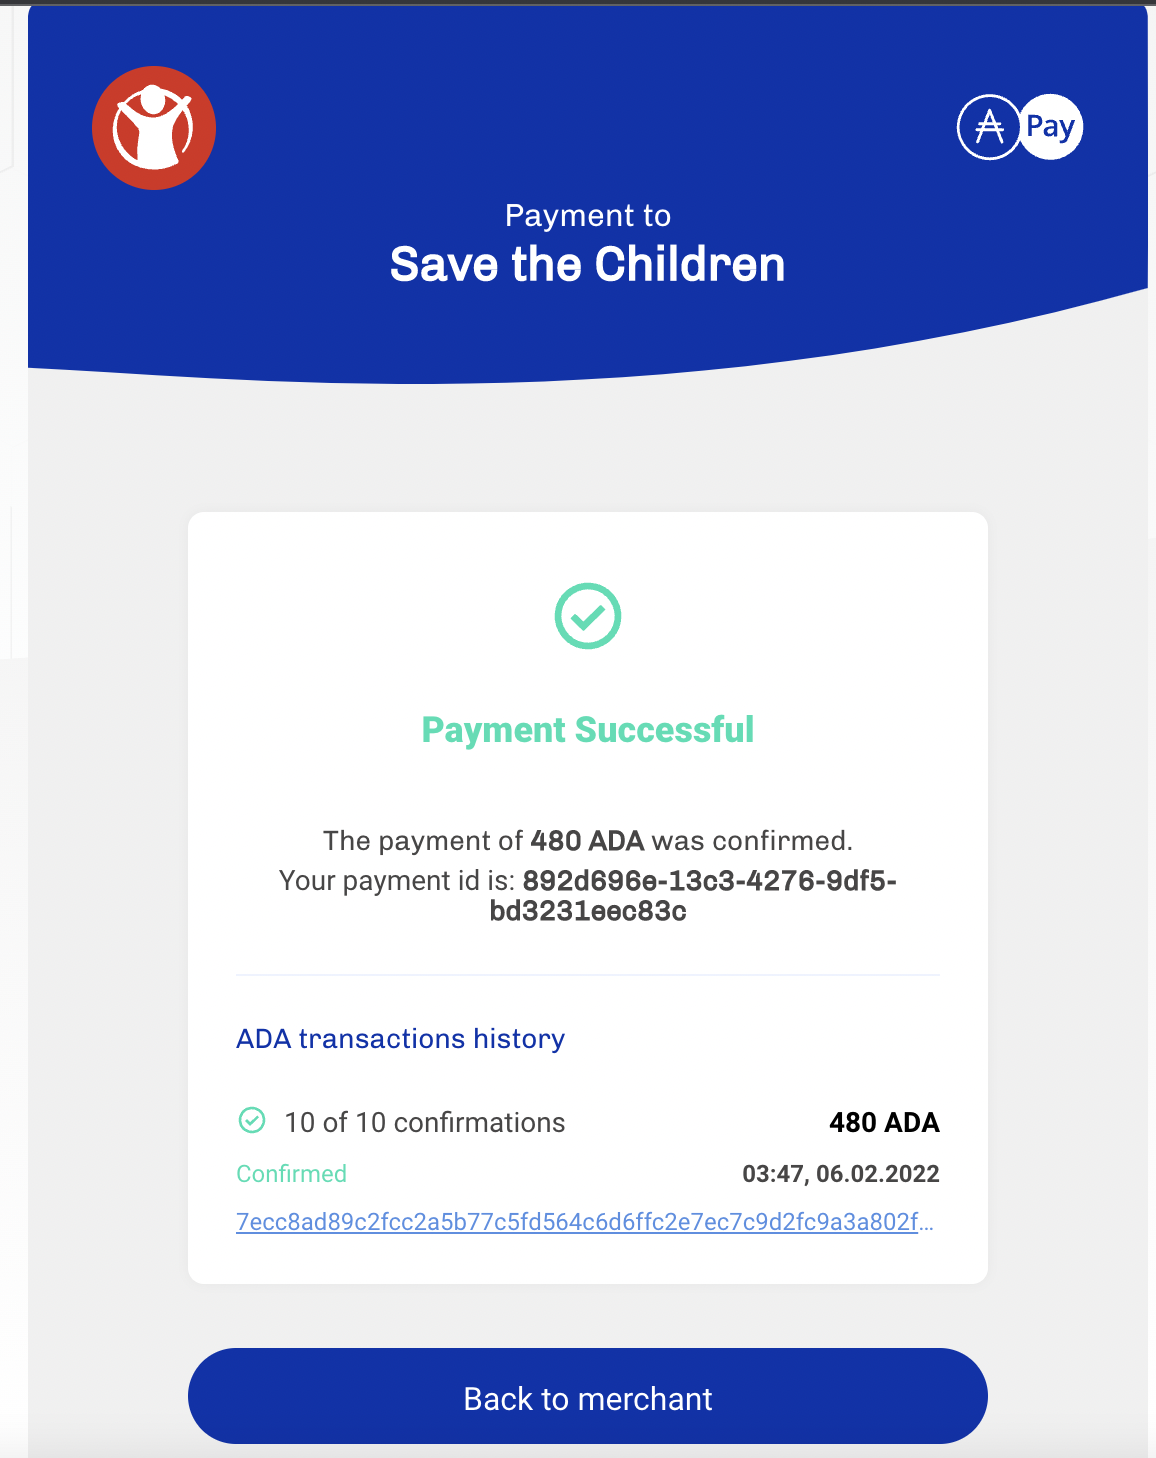 Pay
Payment to
Save the Children
Payment Successful
The payment of 480 ADA was confirmed.
Your payment id is: 892d696e-13c3-4276-9df5-
bd3231eec83c
ADA transactions history
10 of 10 confirmations 480 ADA
Confirmed 03:47, 06.02.2022
7ecc8ad89c2fcc2a5b77c5fd564c6d6ffc2e7ec7c9d2fc9a3a802f...
Back to merchant